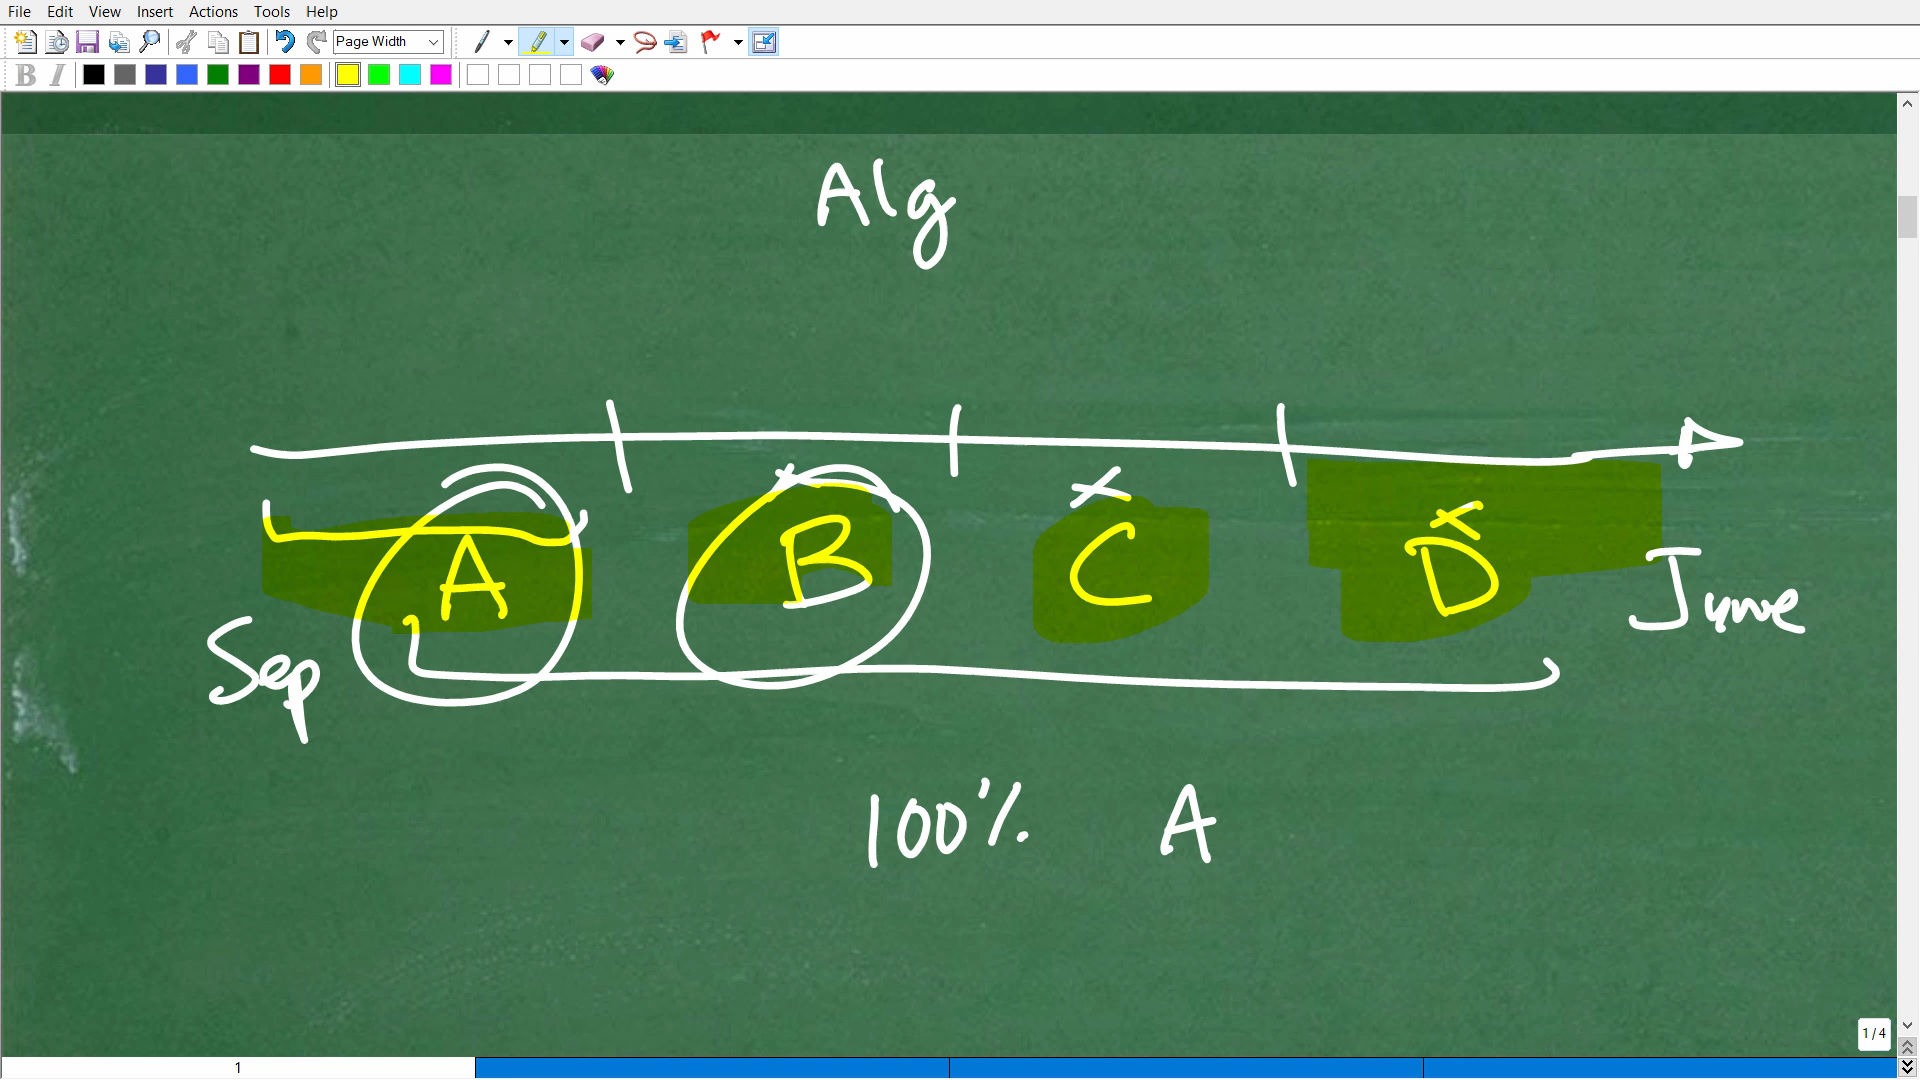 File Edit View Insert Actions Tools Help
Page Width
B I
Alg
A B C D
Sep June
100% A
1 / 4
1